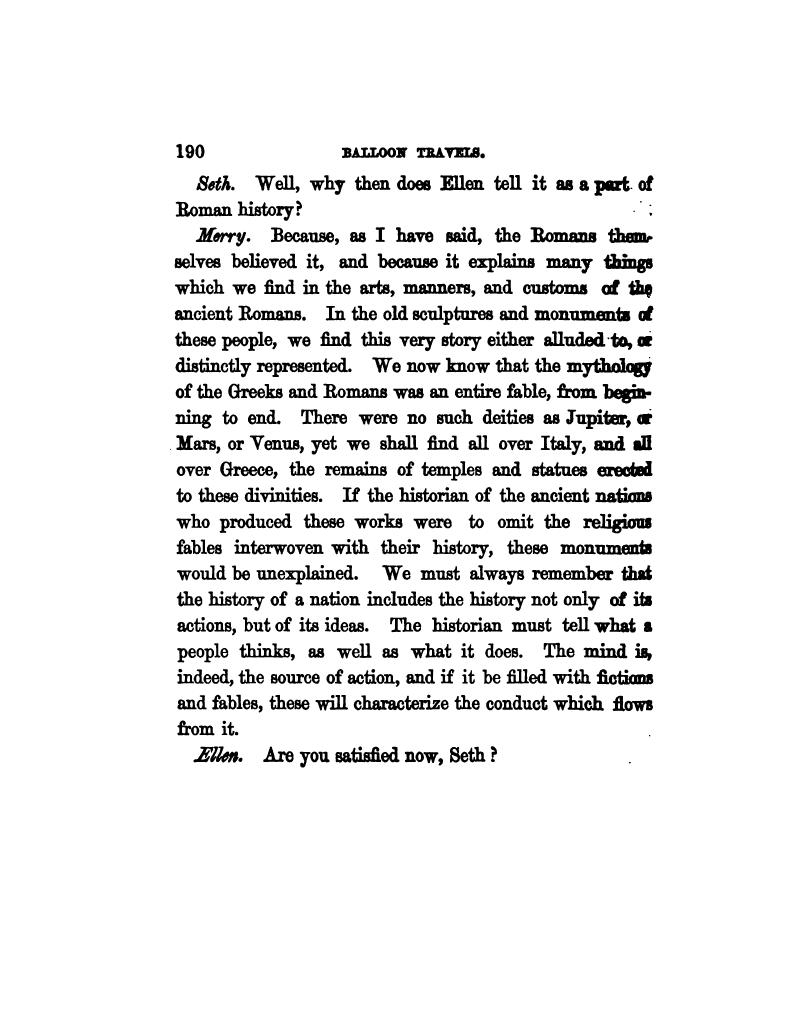 190 BALLOON TRAVELS.
Seth. Well, why then does Ellen tell it as a part of
Roman history?
Merry. Because, as I have said, the Romans them-
selves believed it, and because it explains many things
which we find in the arts, manners, and customs of the
ancient Romans. In the old sculptures and monuments of
these people, we find this very story either alluded to, or
distinctly represented. We now know that the mythology
of the Greeks and Romans was an entire fable, from begin-
ning to end. There were no such deities as Jupiter, or
Mars, or Venus, yet we shall find all over Italy, and all
over Greece, the remains of temples and statues erected
to these divinities. If the historian of the ancient nations
who produced these works were to omit the religious
fables interwoven with their history, these monuments
would be unexplained. We must always remember that
the history of a nation includes the history not only of its
actions, but of its ideas. The historian must tell what a
people thinks, as well as what it does. The mind is,
indeed, the source of action, and if it be filled with fictions
and fables, these will characterize the conduct which flows
from it.
Ellen. Are you satisfied now, Seth?